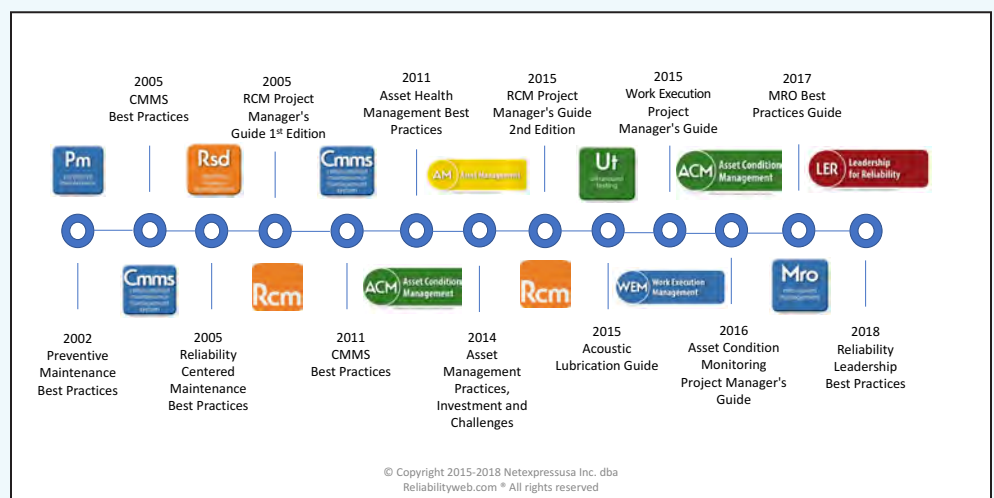 2005
CMMS
Best Practices
2005
RCM Project
Manager's
Guide 1st Edition
2011
Asset Health
Management Best
Practices
2015
RCM Project
Manager's Guide
2nd Edition
2015
Work Execution
Project
Manager's Guide
2017
MRO Best
Practices Guide
Pm
Rsd
Cmms
AM Asset Management
Ut
ultrasound
testing
ACM Asset Condition
Management
LER Leadership
for Reliability
Cmms
Rcm
ACM Asset Condition
Management
Rcm
WEM Work Execution
Management
Mro
2002
Preventive
Maintenance
Best Practices
2005
Reliability
Centered
Maintenance
Best Practices
2011
CMMS
Best Practices
2014
Asset
Management
Practices,
Investment and
Challenges
2015
Acoustic
Lubrication Guide
2016
Asset Condition
Monitoring
Project Manager's
Guide
2018
Reliability
Leadership
Best Practices
© Copyright 2015-2018 Netexpressusa Inc. dba
Reliabilityweb.com ® All rights reserved